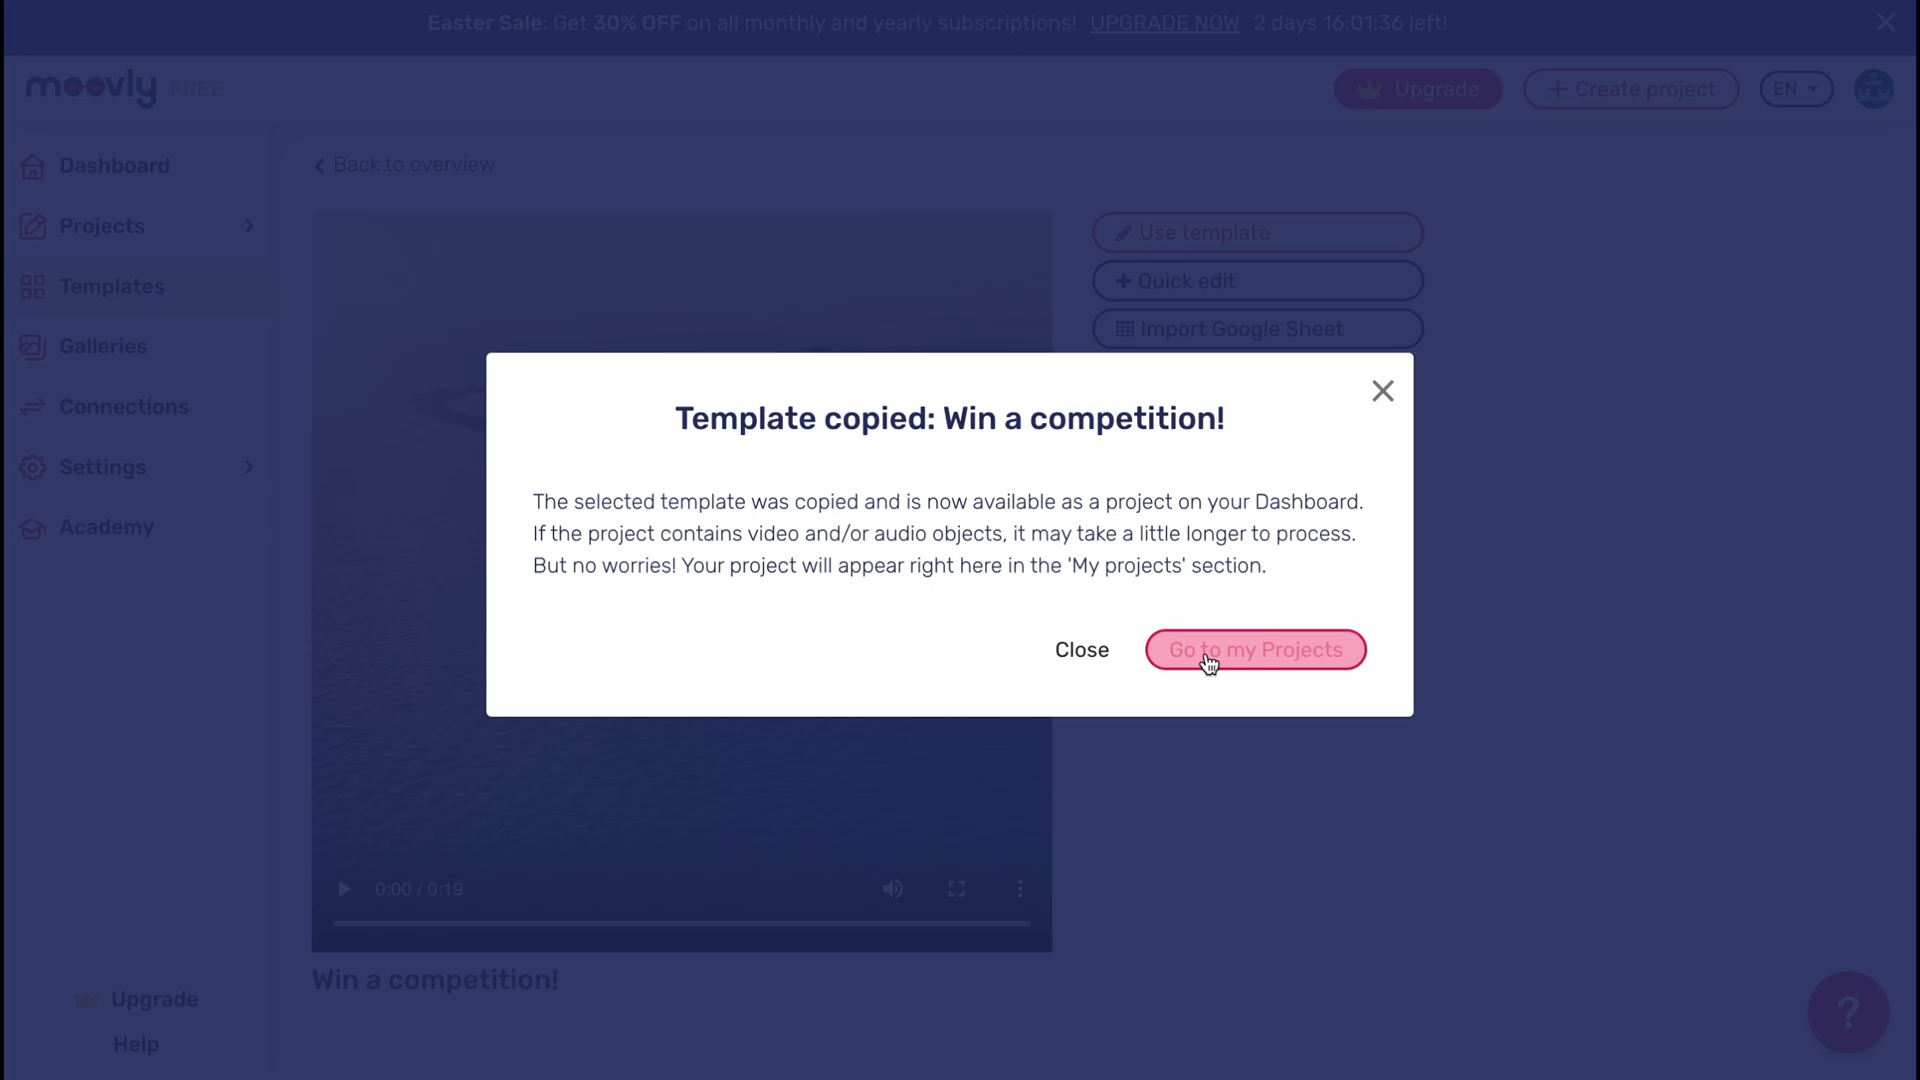 Easter Sale: Get 30% OFF on all monthly and yearly subscriptions! UPGRADE NOW 2 days 16:01:36 left!
moovly FREE
Upgrade
Create project
EN
Dashboard
Projects
Templates
Galleries
Connections
Settings
Academy
Back to overview
Use template
Quick edit
Import Google Sheet
Template copied: Win a competition!
The selected template was copied and is now available as a project on your Dashboard.
If the project contains video and/or audio objects, it may take a little longer to process.
But no worries! Your project will appear right here in the 'My projects' section.
Close
Go to my Projects
0:00 / 0:19
Win a competition!
Upgrade
Help
?